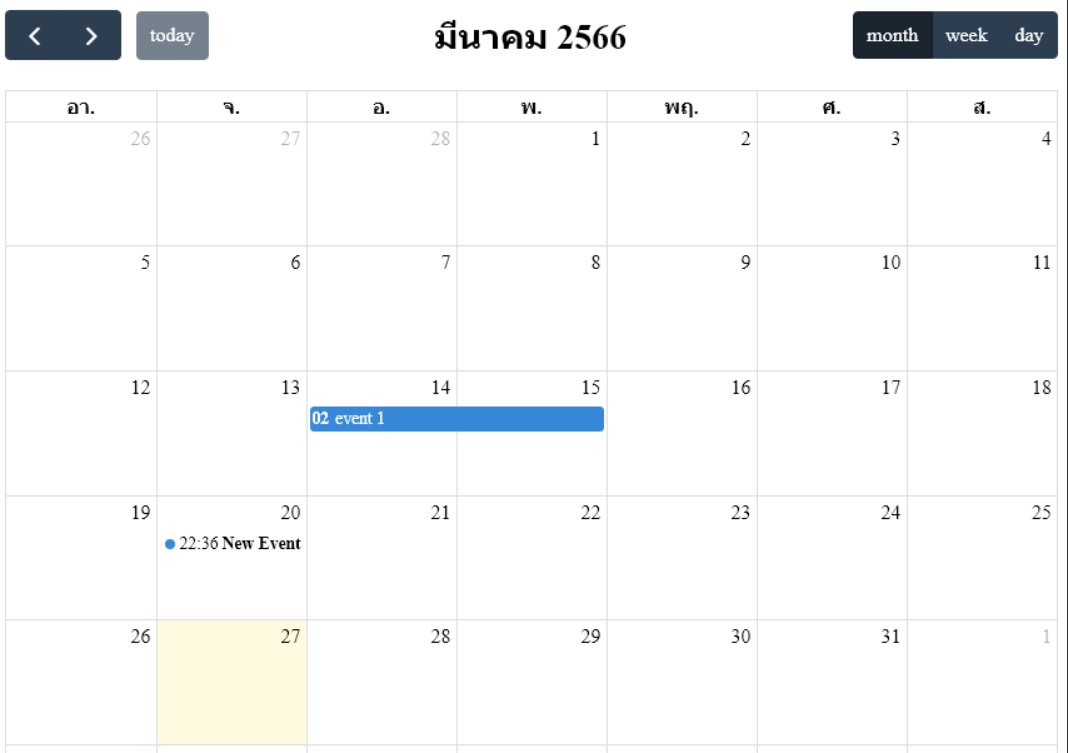 today
มีนาคม 2566
month week day
อา. จ. อ. พ. พฤ. ศ. ส.
26 27 28 1 2 3 4
5 6 7 8 9 10 11
12 13 14 15 16 17 18
02 event 1
19 20 21 22 23 24 25
22:36 New Event
26 27 28 29 30 31 1